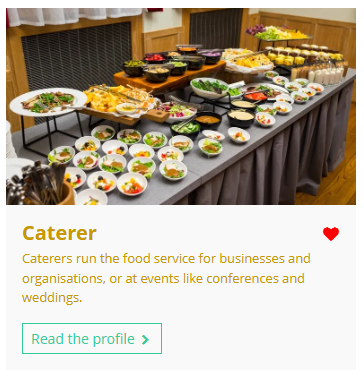 Caterer
Caterers run the food service for businesses and
organisations, or at events like conferences and
weddings.
Read the profile